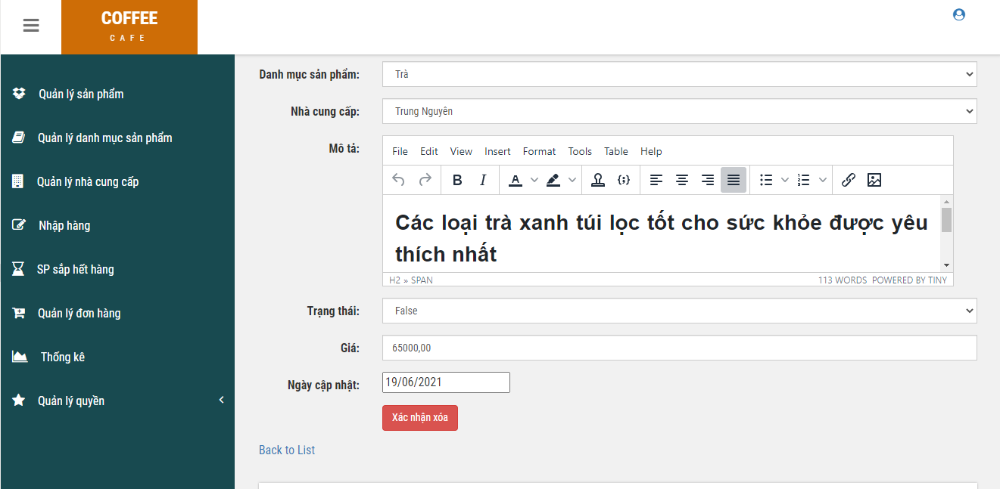 COFFEE
CAFE
Quản lý sản phẩm
Quản lý danh mục sản phẩm
Quản lý nhà cung cấp
Nhập hàng
SP sắp hết hàng
Quản lý đơn hàng
Thống kê
Quản lý quyền
Danh mục sản phẩm: Trà
Nhà cung cấp: Trung Nguyên
Mô tả:
File Edit View Insert Format Tools Table Help
B I A
Các loại trà xanh túi lọc tốt cho sức khỏe được yêu
thích nhất
H2 » SPAN 113 WORDS POWERED BY TINY
Trạng thái: False
Giá: 65000,00
Ngày cập nhật: 19/06/2021
Xác nhận xóa
Back to List